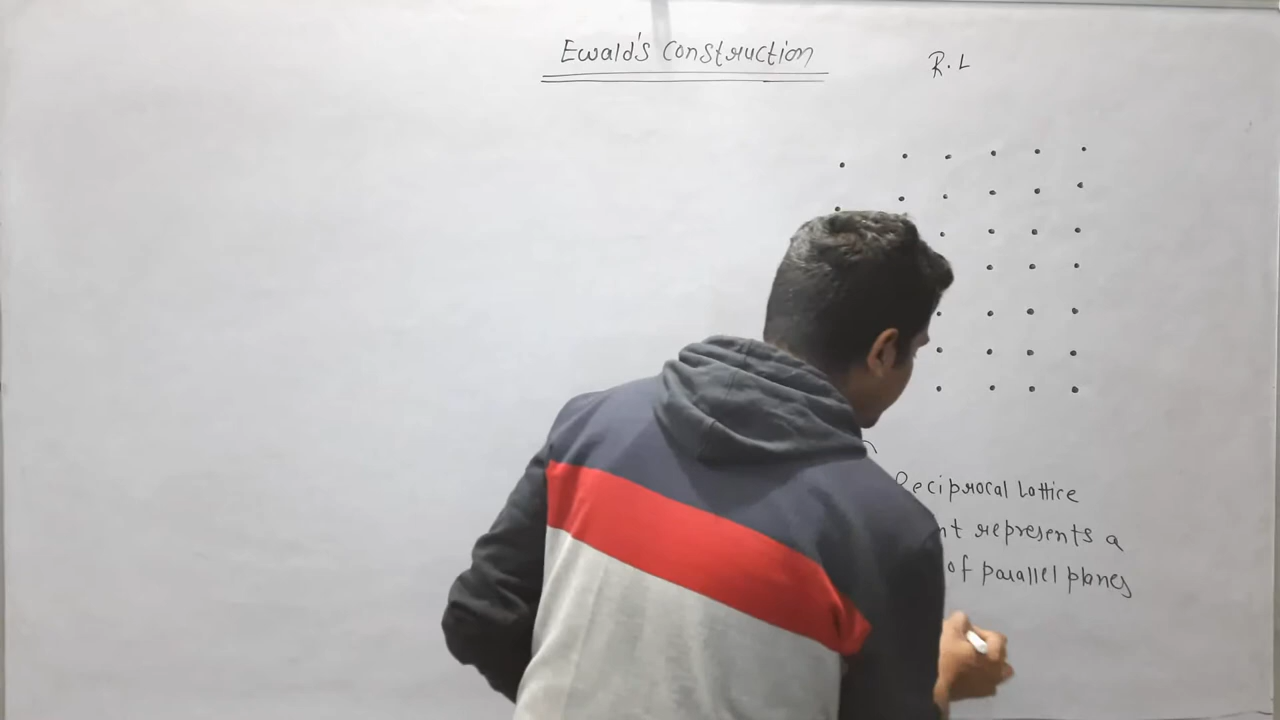 Ewald's Construction
R.L
Reciprocal Lattice
represents a
of parallel planes